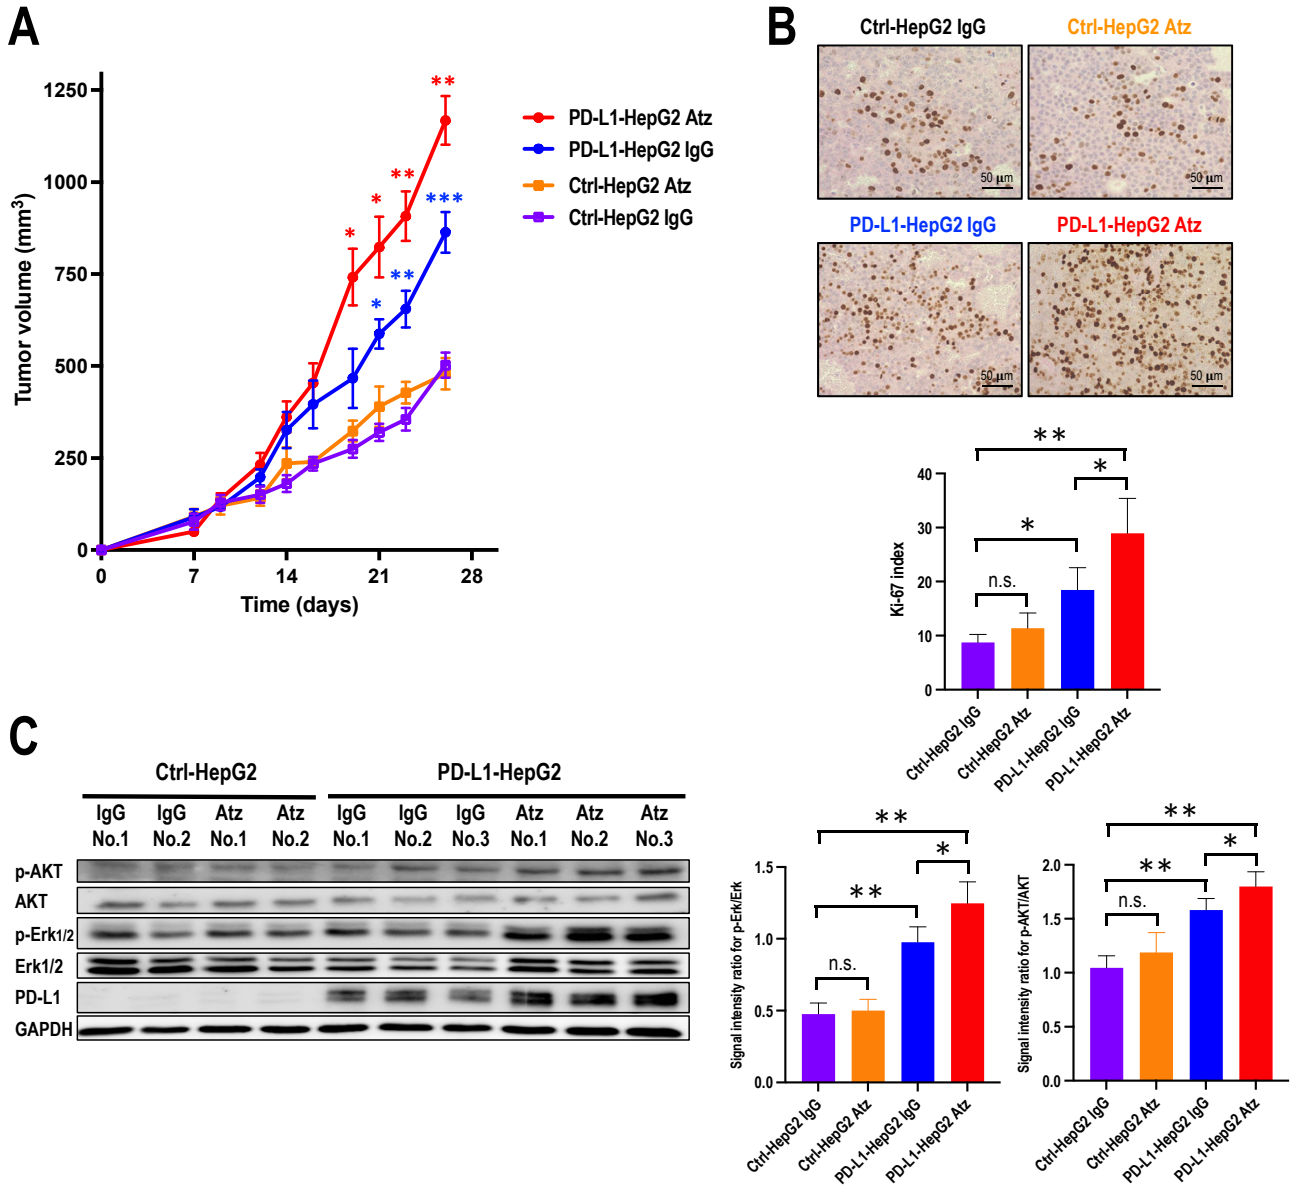 A
1250
1000
750
500
250
0
0 7 14 21 28
Tumor volume (mm³)
Time (days)
* * ** **
* ** ***
PD-L1-HepG2 Atz
PD-L1-HepG2 IgG
Ctrl-HepG2 Atz
Ctrl-HepG2 IgG
B
Ctrl-HepG2 IgG Ctrl-HepG2 Atz
50 μm 50 μm
PD-L1-HepG2 IgG PD-L1-HepG2 Atz
50 μm 50 μm
**
*
*
n.s.
40
30
20
10
0
Ki-67 index
Ctrl-HepG2 IgG
Ctrl-HepG2 Atz
PD-L1-HepG2 IgG
PD-L1-HepG2 Atz
C
Ctrl-HepG2 PD-L1-HepG2
IgG IgG Atz Atz IgG IgG IgG Atz Atz Atz
No.1 No.2 No.1 No.2 No.1 No.2 No.3 No.1 No.2 No.3
p-AKT
AKT
p-Erk1/2
Erk1/2
PD-L1
GAPDH
**
*
**
n.s.
1.5
1.0
0.5
0.0
Signal intensity ratio for p-Erk/Erk
Ctrl-HepG2 IgG
Ctrl-HepG2 Atz
PD-L1-HepG2 IgG
PD-L1-HepG2 Atz
**
*
**
n.s.
2.0
1.5
1.0
0.5
0.0
Signal intensity ratio for p-AKT/AKT
Ctrl-HepG2 IgG
Ctrl-HepG2 Atz
PD-L1-HepG2 IgG
PD-L1-HepG2 Atz